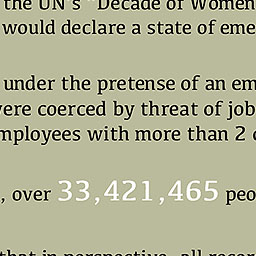 the UN's "Decade of Women
would declare a state of eme
under the pretense of an em
were coerced by threat of job
mployees with more than 2
, over 33,421,465 peo
that in perspective, all recor